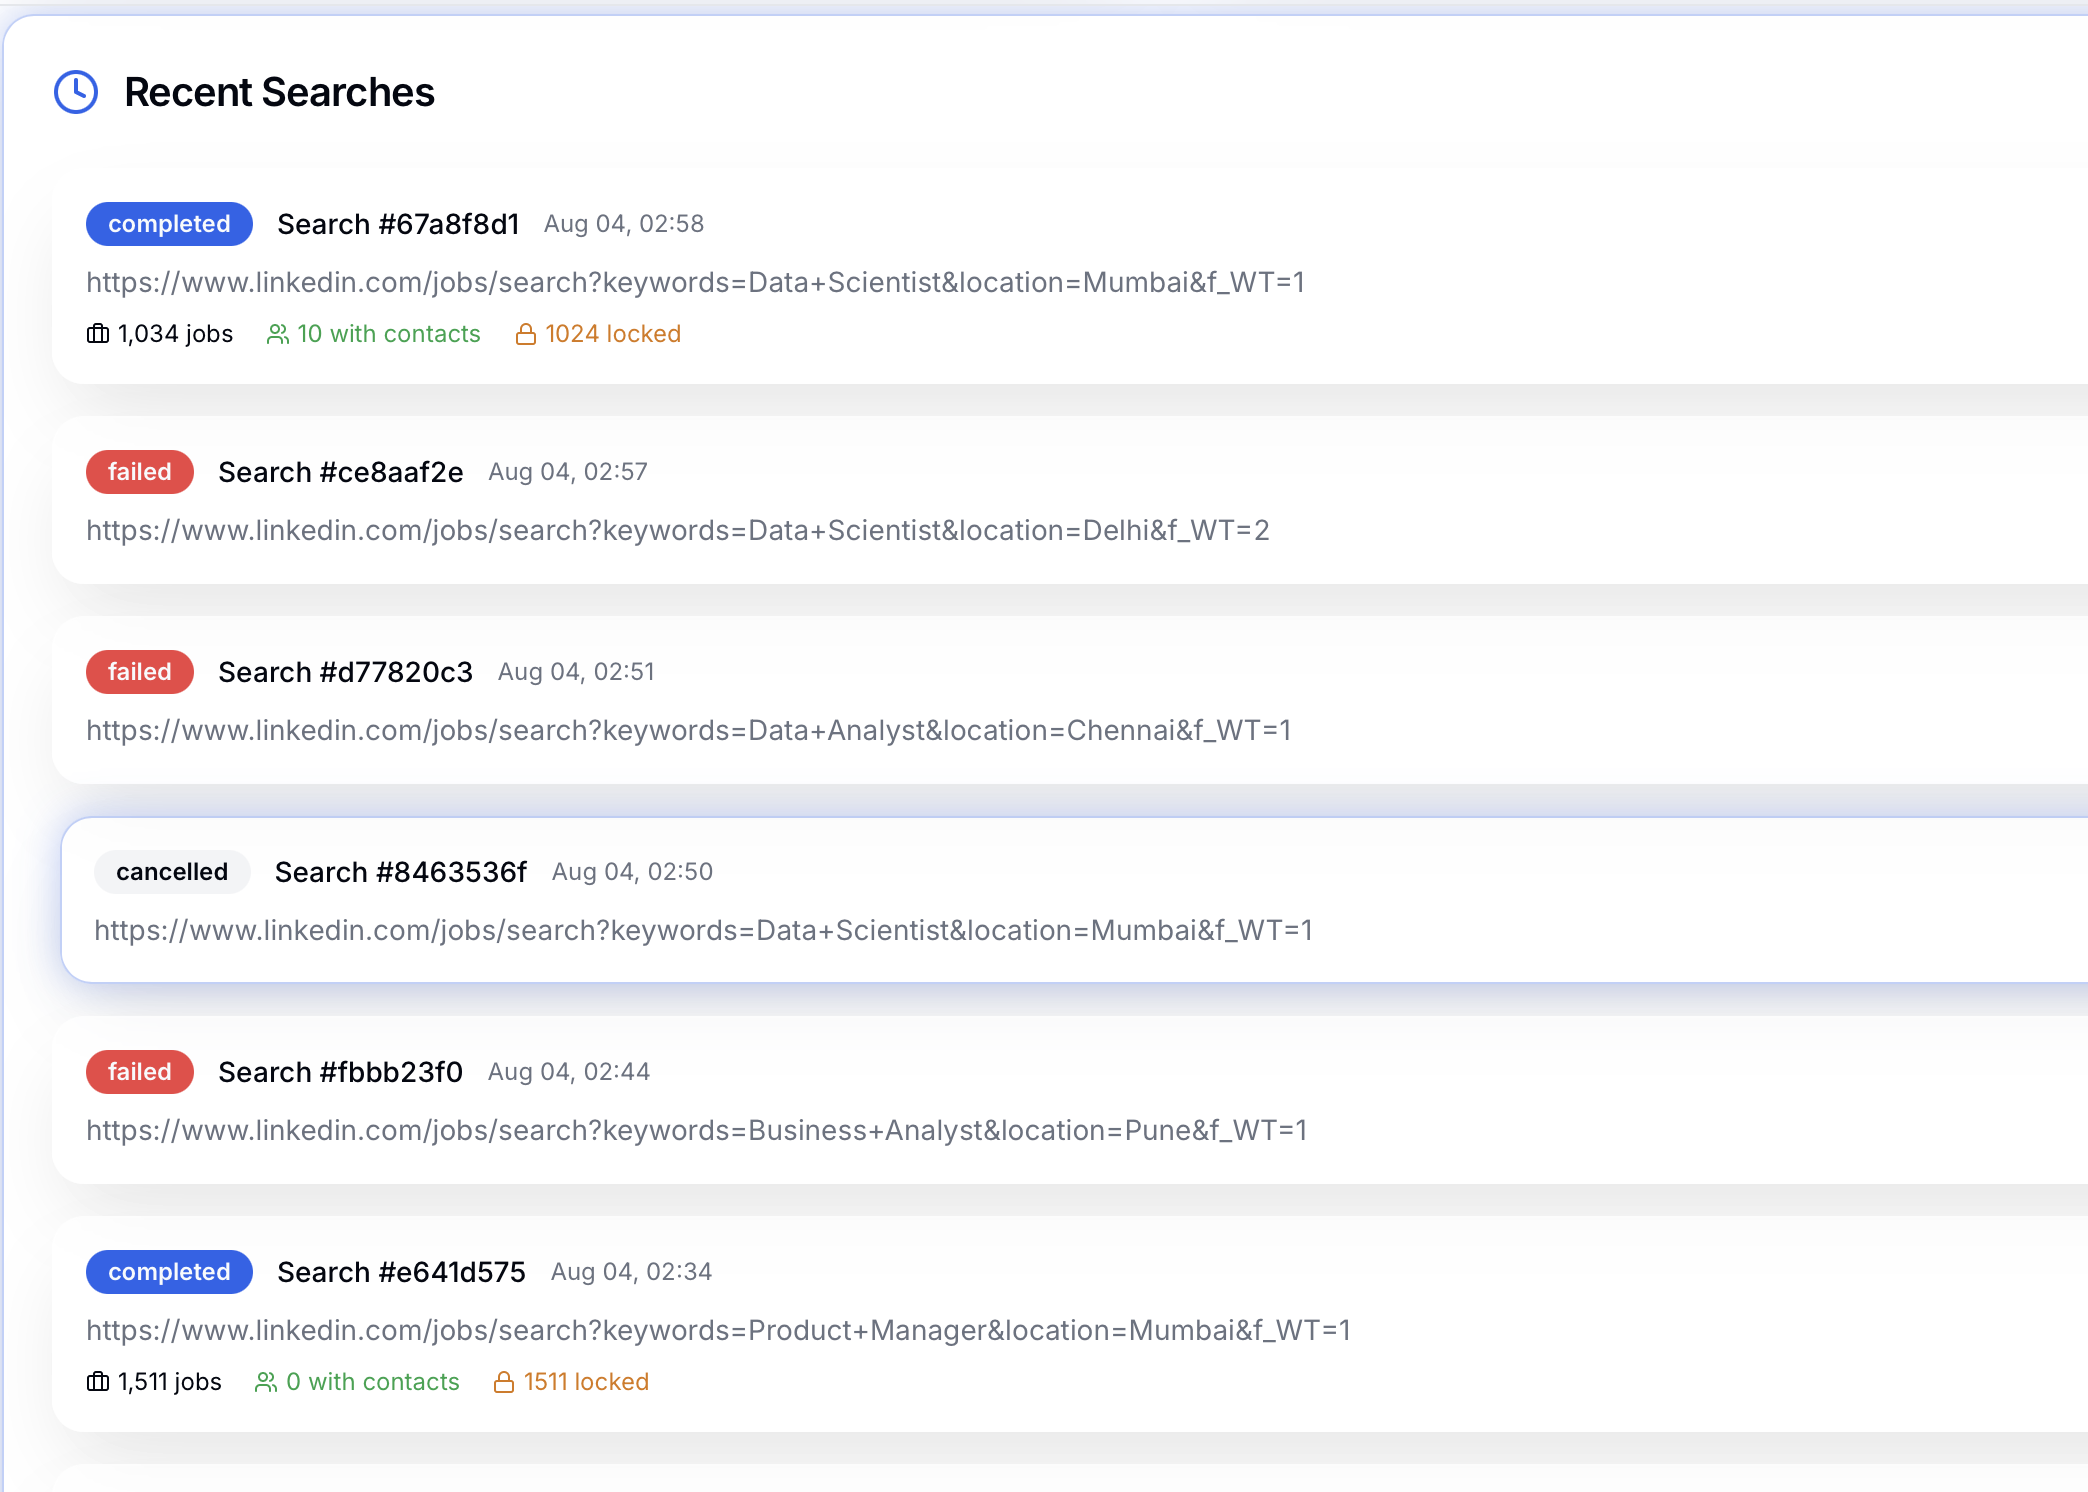 Recent Searches
completed Search #67a8f8d1 Aug 04, 02:58
https://www.linkedin.com/jobs/search?keywords=Data+Scientist&location=Mumbai&f_WT=1
1,034 jobs 10 with contacts 1024 locked
failed Search #ce8aaf2e Aug 04, 02:57
https://www.linkedin.com/jobs/search?keywords=Data+Scientist&location=Delhi&f_WT=2
failed Search #d77820c3 Aug 04, 02:51
https://www.linkedin.com/jobs/search?keywords=Data+Analyst&location=Chennai&f_WT=1
cancelled Search #8463536f Aug 04, 02:50
https://www.linkedin.com/jobs/search?keywords=Data+Scientist&location=Mumbai&f_WT=1
failed Search #fbbb23f0 Aug 04, 02:44
https://www.linkedin.com/jobs/search?keywords=Business+Analyst&location=Pune&f_WT=1
completed Search #e641d575 Aug 04, 02:34
https://www.linkedin.com/jobs/search?keywords=Product+Manager&location=Mumbai&f_WT=1
1,511 jobs 0 with contacts 1511 locked